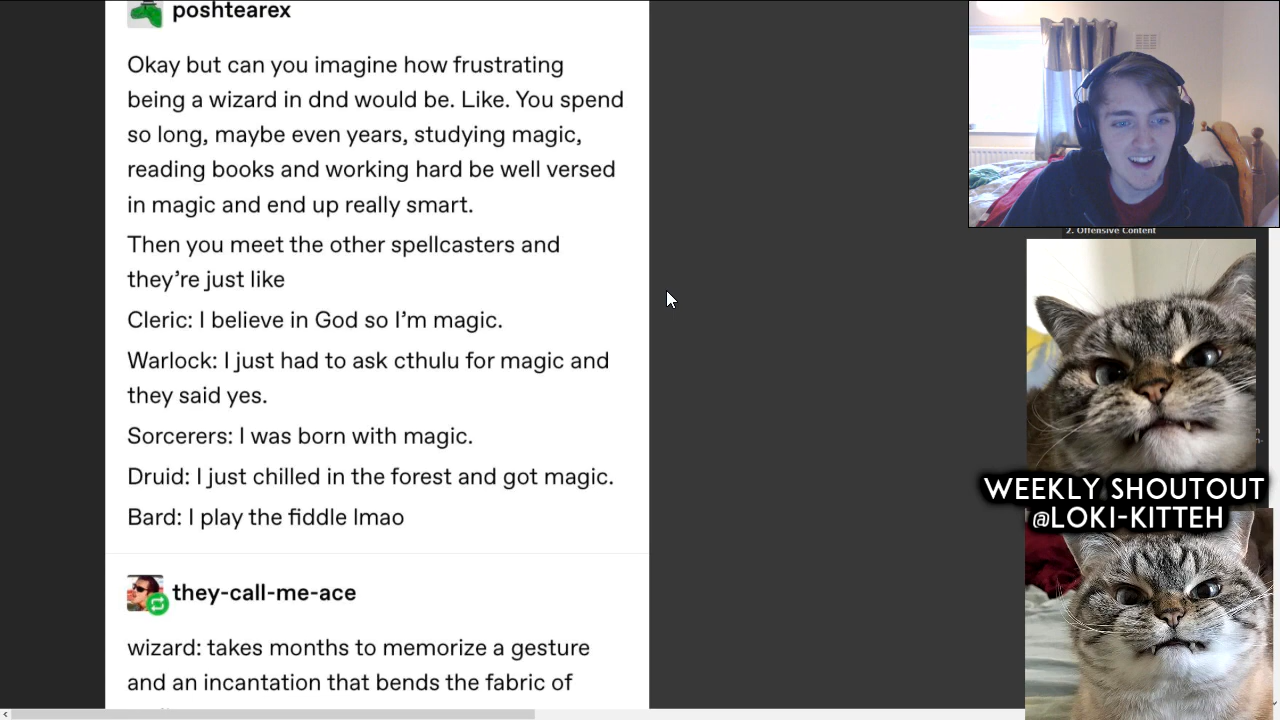 poshtearex
Okay but can you imagine how frustrating
being a wizard in dnd would be. Like. You spend
so long, maybe even years, studying magic,
reading books and working hard be well versed
in magic and end up really smart.
Then you meet the other spellcasters and
they’re just like
Cleric: I believe in God so I’m magic.
Warlock: I just had to ask cthulu for magic and
they said yes.
Sorcerers: I was born with magic.
Druid: I just chilled in the forest and got magic.
Bard: I play the fiddle lmao
they-call-me-ace
wizard: takes months to memorize a gesture
and an incantation that bends the fabric of
2. Offensive Content
WEEKLY SHOUTOUT
@LOKI-KITTEH